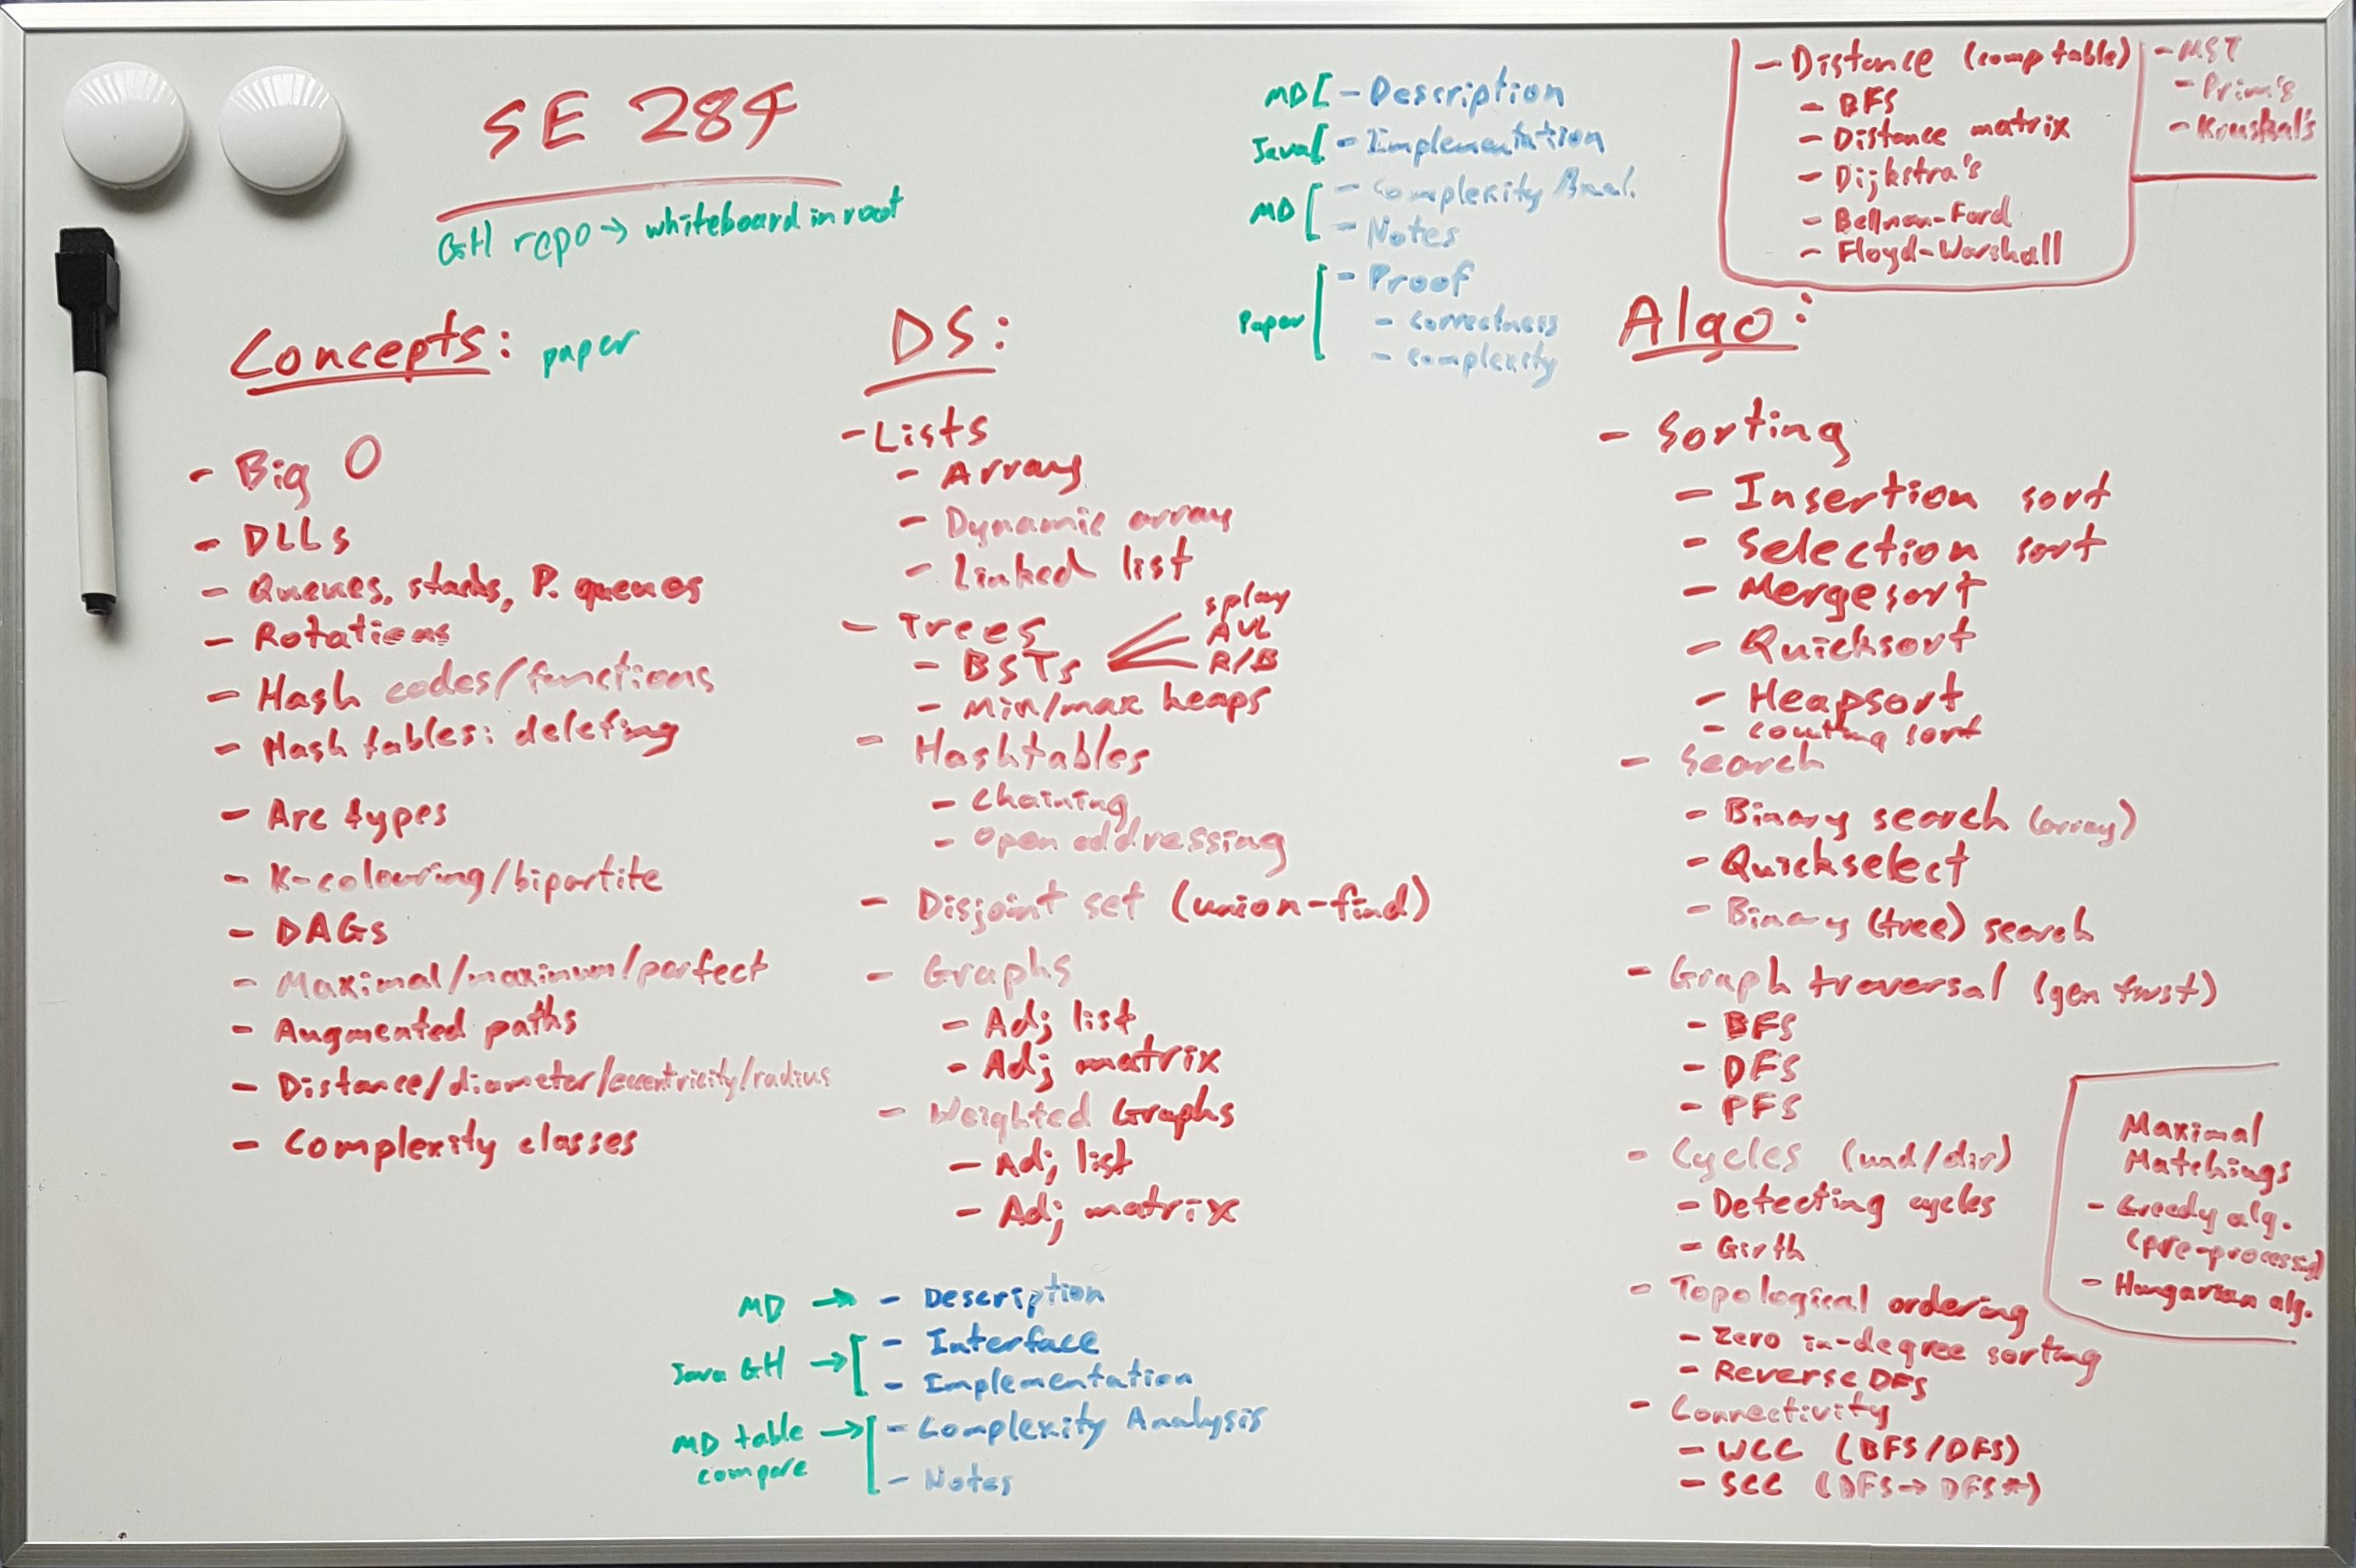 SE 284
GH repo → whiteboard in root
Concepts: paper
- Big O
- DLLs
- Queues, stacks, P. queues
- Rotations
- Hash codes/functions
- Hash tables: deleting
- Arc types
- K-colouring/bipartite
- DAGs
- Maximal/maximum/perfect
- Augmented paths
- Distance/diameter/eccentricity/radius
- Complexity classes
DS:
- Lists
- Array
- Dynamic array
- Linked list
- Trees
- BSTs
splay
AVL
R/B
- Min/max heaps
- Hashtables
- Chaining
- Open addressing
- Disjoint set (union-find)
- Graphs
- Adj list
- Adj matrix
- Weighted Graphs
- Adj list
- Adj matrix
MD → - Description
Java GH → [ - Interface
- Implementation
MD table compare → [ - Complexity Analysis
- Notes
MD [ - Description
Java [ - Implementation
MD [ - Complexity Anal.
- Notes
Paper [ - Proof
- Correctness
- Complexity
Algo:
- Sorting
- Insertion sort
- Selection sort
- Mergesort
- Quicksort
- Heapsort
- Counting sort
- Search
- Binary search (array)
- Quickselect
- Binary (tree) search
- Graph traversal (gen first)
- BFS
- DFS
- PFS
- Cycles (und/dir)
- Detecting cycles
- Girth
- Topological ordering
- Zero in-degree sorting
- Reverse DFS
- Connectivity
- WCC (BFS/DFS)
- SCC (DFS → DFS*)
- Distance (comp table)
- BFS
- Distance matrix
- Dijkstra's
- Bellman-Ford
- Floyd-Warshall
- MST
- Prim's
- Kruskal's
Maximal
Matchings
- Greedy alg.
(pre-process)
- Hungarian alg.